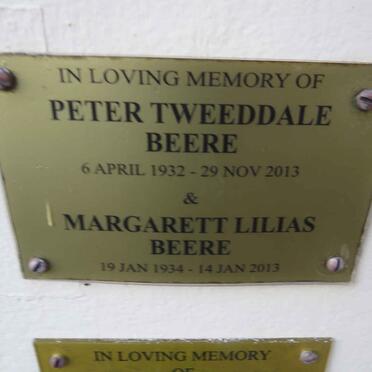 IN LOVING MEMORY OF
PETER TWEEDDALE
BEERE
6 APRIL 1932 - 29 NOV 2013
&
MARGARETT LILIAS
BEERE
19 JAN 1934 - 14 JAN 2013
IN LOVING MEMORY
OF